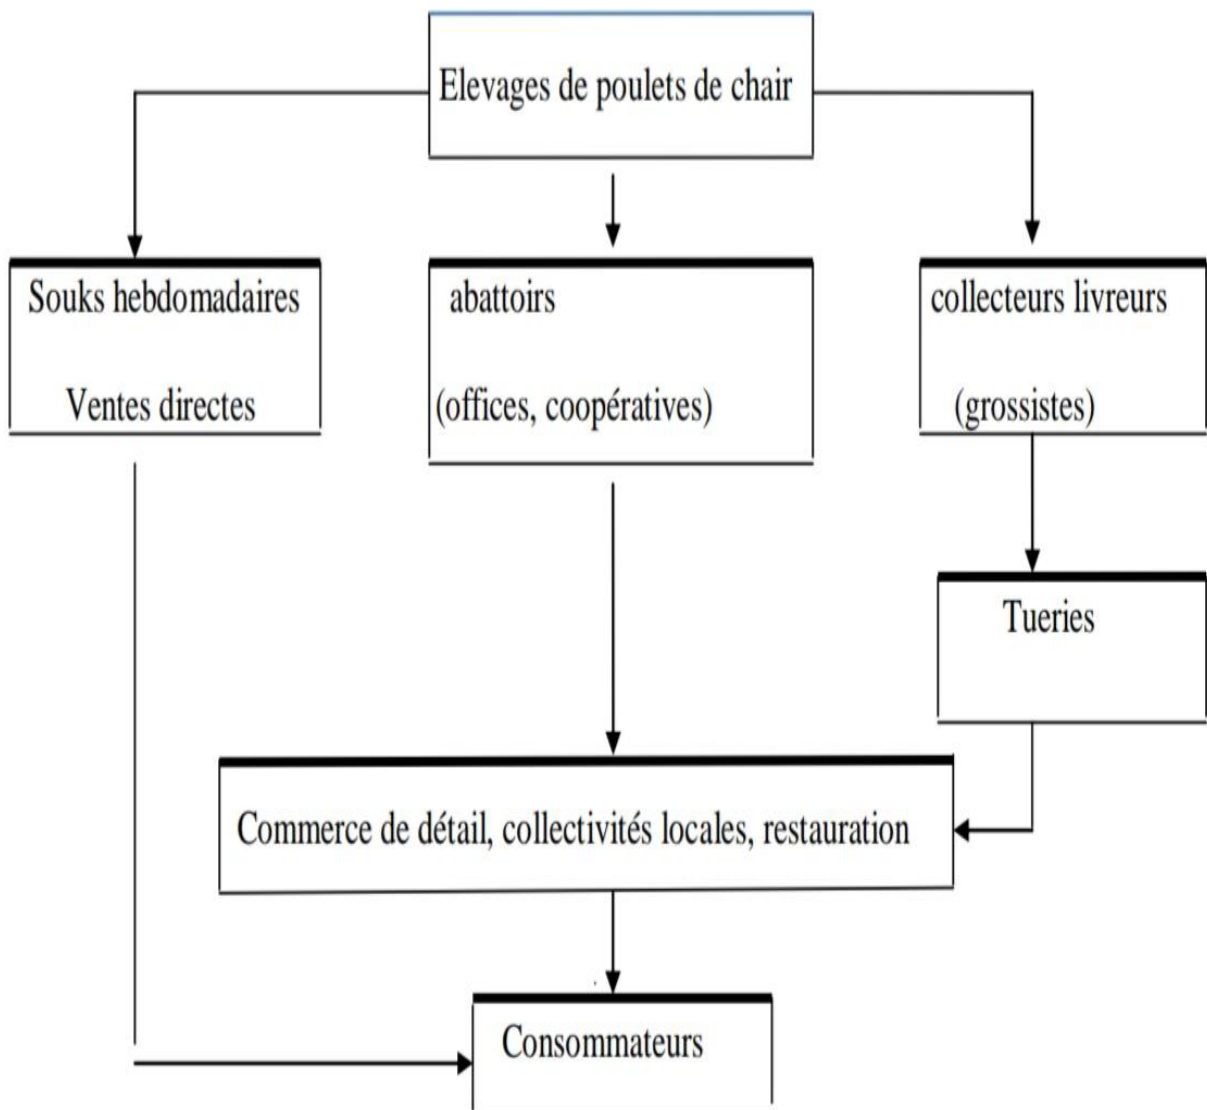 Elevages de poulets de chair
Souks hebdomadaires
Ventes directes
abattoirs
(offices, coopératives)
collecteurs livreurs
(grossistes)
Tueries
Commerce de détail, collectivités locales, restauration
Consommateurs